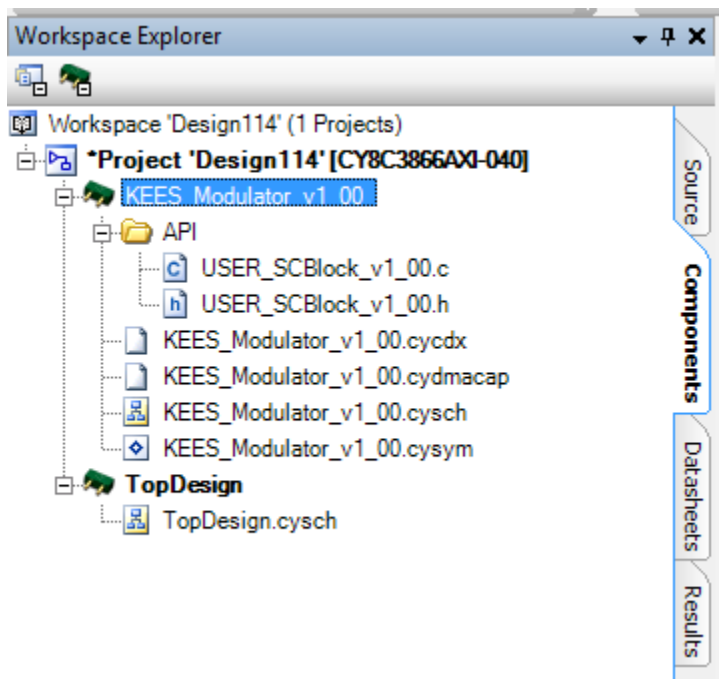 Workspace Explorer
Workspace 'Design114' (1 Projects)
*Project 'Design114' [CY8C3866AXI-040]
KEES_Modulator_v1_00
API
USER_SCBlock_v1_00.c
USER_SCBlock_v1_00.h
KEES_Modulator_v1_00.cycdx
KEES_Modulator_v1_00.cydmacap
KEES_Modulator_v1_00.cysch
KEES_Modulator_v1_00.cysym
TopDesign
TopDesign.cysch
Source
Components
Datasheets
Results